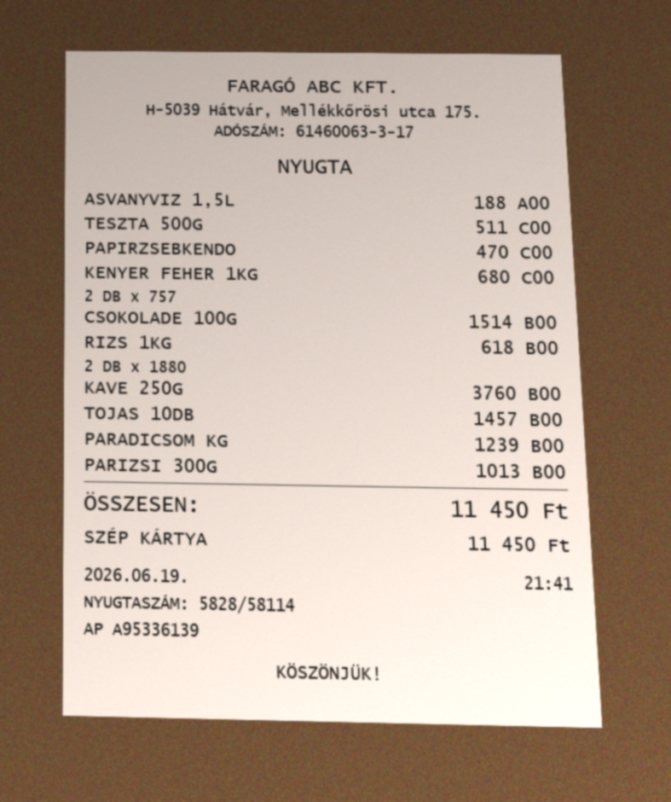 FARAGÓ ABC KFT.
H-5039 Hátvár, Mellékkőrösi utca 175.
ADÓSZÁM: 61460063-3-17
NYUGTA
ASVANYVIZ 1,5L 188 A00
TESZTA 500G 511 C00
PAPIRZSEBKENDO 470 C00
KENYER FEHER 1KG 680 C00
2 DB x 757
CSOKOLADE 100G 1514 B00
RIZS 1KG 618 B00
2 DB x 1880
KAVE 250G 3760 B00
TOJAS 10DB 1457 B00
PARADICSOM KG 1239 B00
PARIZSI 300G 1013 B00
ÖSSZESEN: 11 450 Ft
SZÉP KÁRTYA 11 450 Ft
2026.06.19. 21:41
NYUGTASZÁM: 5828/58114
AP A95336139
KÖSZÖNJÜK!